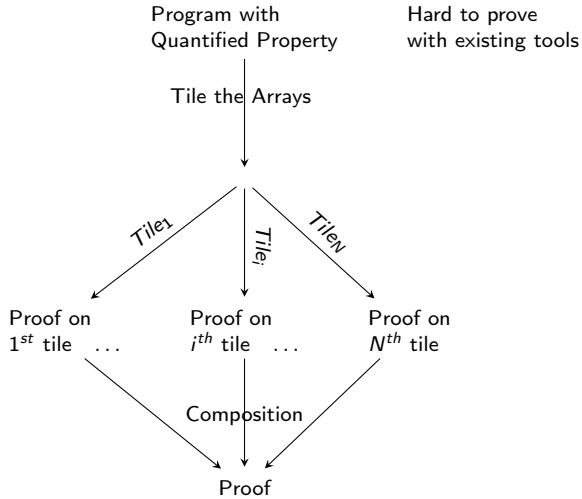 Program with
Quantified Property
Hard to prove
with existing tools
Tile the Arrays
Tile₁
Tileᵢ
Tile_N
Proof on
1ˢᵗ tile ...
Proof on
iᵗʰ tile ...
Proof on
Nᵗʰ tile
Composition
Proof